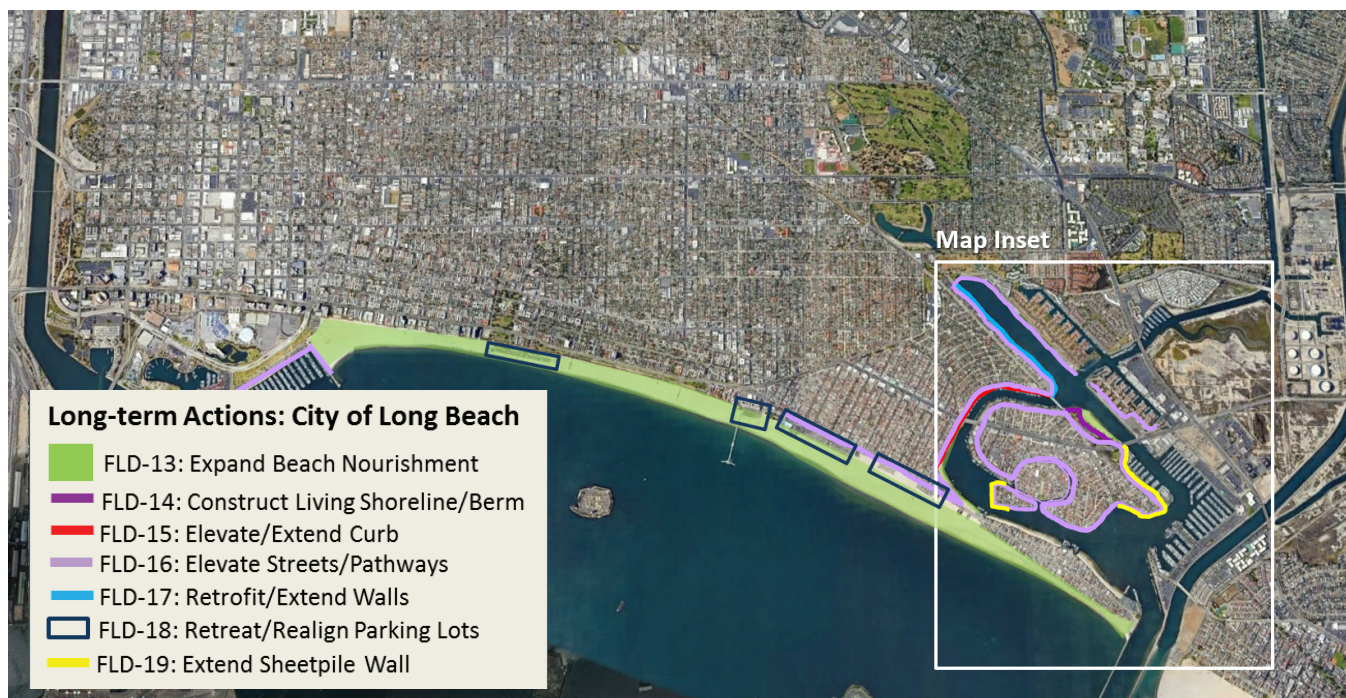 Map Inset
Long-term Actions: City of Long Beach
FLD-13: Expand Beach Nourishment
FLD-14: Construct Living Shoreline/Berm
FLD-15: Elevate/Extend Curb
FLD-16: Elevate Streets/Pathways
FLD-17: Retrofit/Extend Walls
FLD-18: Retreat/Realign Parking Lots
FLD-19: Extend Sheetpile Wall